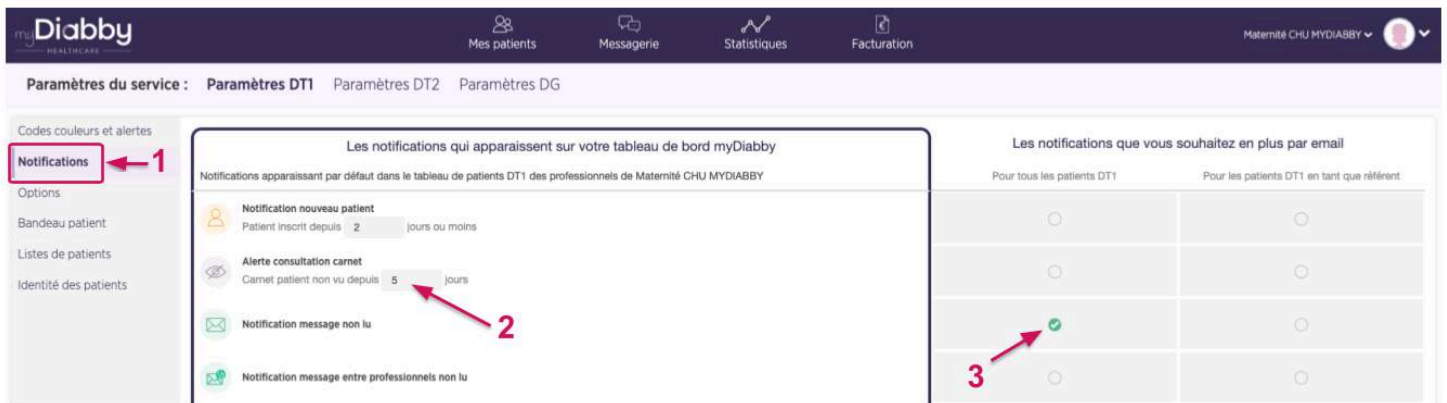 myDiabby
HEALTHCARE
Mes patients
Messagerie
Statistiques
Facturation
Maternité CHU MYDIABBY
Paramètres du service : Paramètres DT1 Paramètres DT2 Paramètres DG
Codes couleurs et alertes
Notifications
1
Options
Bandeau patient
Listes de patients
Identité des patients
Les notifications qui apparaissent sur votre tableau de bord myDiabby
Notifications apparaissant par défaut dans le tableau de patients DT1 des professionnels de Maternité CHU MYDIABBY
Notification nouveau patient
Patient inscrit depuis 2 jours ou moins
Alerte consultation carnet
Carnet patient non vu depuis 5 jours
2
Notification message non lu
Notification message entre professionnels non lu
Les notifications que vous souhaitez en plus par email
Pour tous les patients DT1
Pour les patients DT1 en tant que référent
3